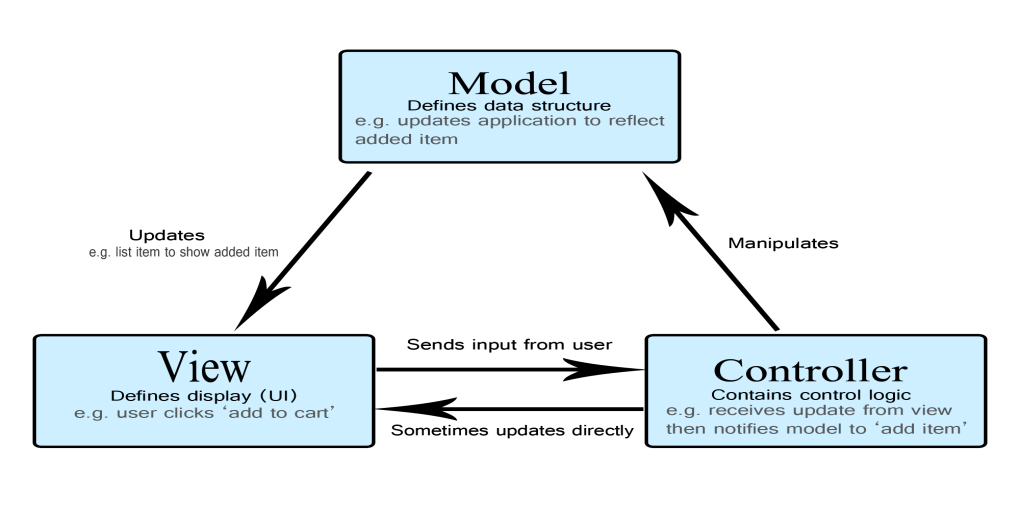 Model
Defines data structure
e.g. updates application to reflect
added item
Updates
e.g. list item to show added item
Manipulates
Sends input from user
View
Defines display (UI)
e.g. user clicks ‘add to cart’
Controller
Contains control logic
e.g. receives update from view
then notifies model to ‘add item’
Sometimes updates directly